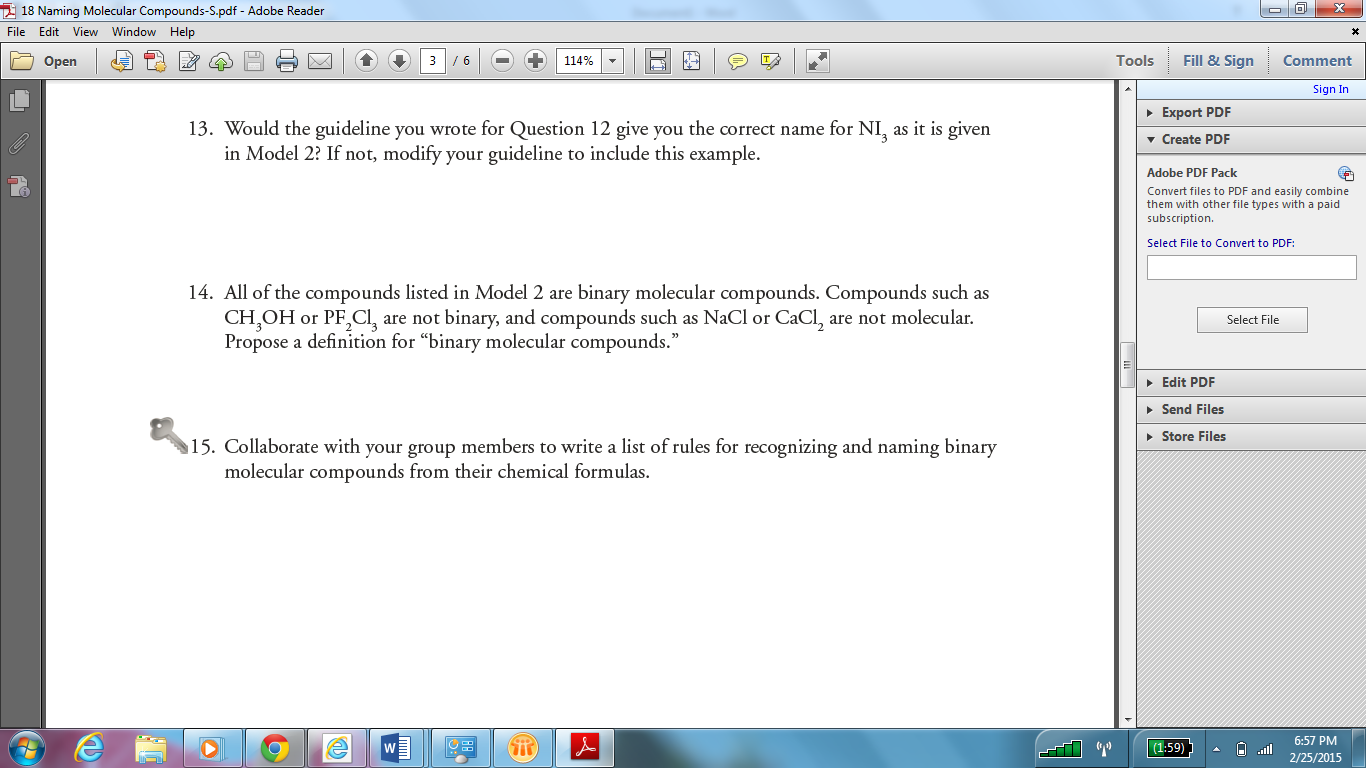 18 Naming Molecular Compounds-S.pdf - Adobe Reader
File Edit View Window Help
Open 3 / 6 114% Tools Fill & Sign Comment
Sign In
Export PDF
Create PDF
Adobe PDF Pack
Convert files to PDF and easily combine
them with other file types with a paid
subscription.
Select File to Convert to PDF:
Select File
Edit PDF
Send Files
Store Files
13. Would the guideline you wrote for Question 12 give you the correct name for NI₃ as it is given
in Model 2? If not, modify your guideline to include this example.
14. All of the compounds listed in Model 2 are binary molecular compounds. Compounds such as
CH₃OH or PF₂Cl₃ are not binary, and compounds such as NaCl or CaCl₂ are not molecular.
Propose a definition for “binary molecular compounds.”
15. Collaborate with your group members to write a list of rules for recognizing and naming binary
molecular compounds from their chemical formulas.
(1:59)
6:57 PM
2/25/2015